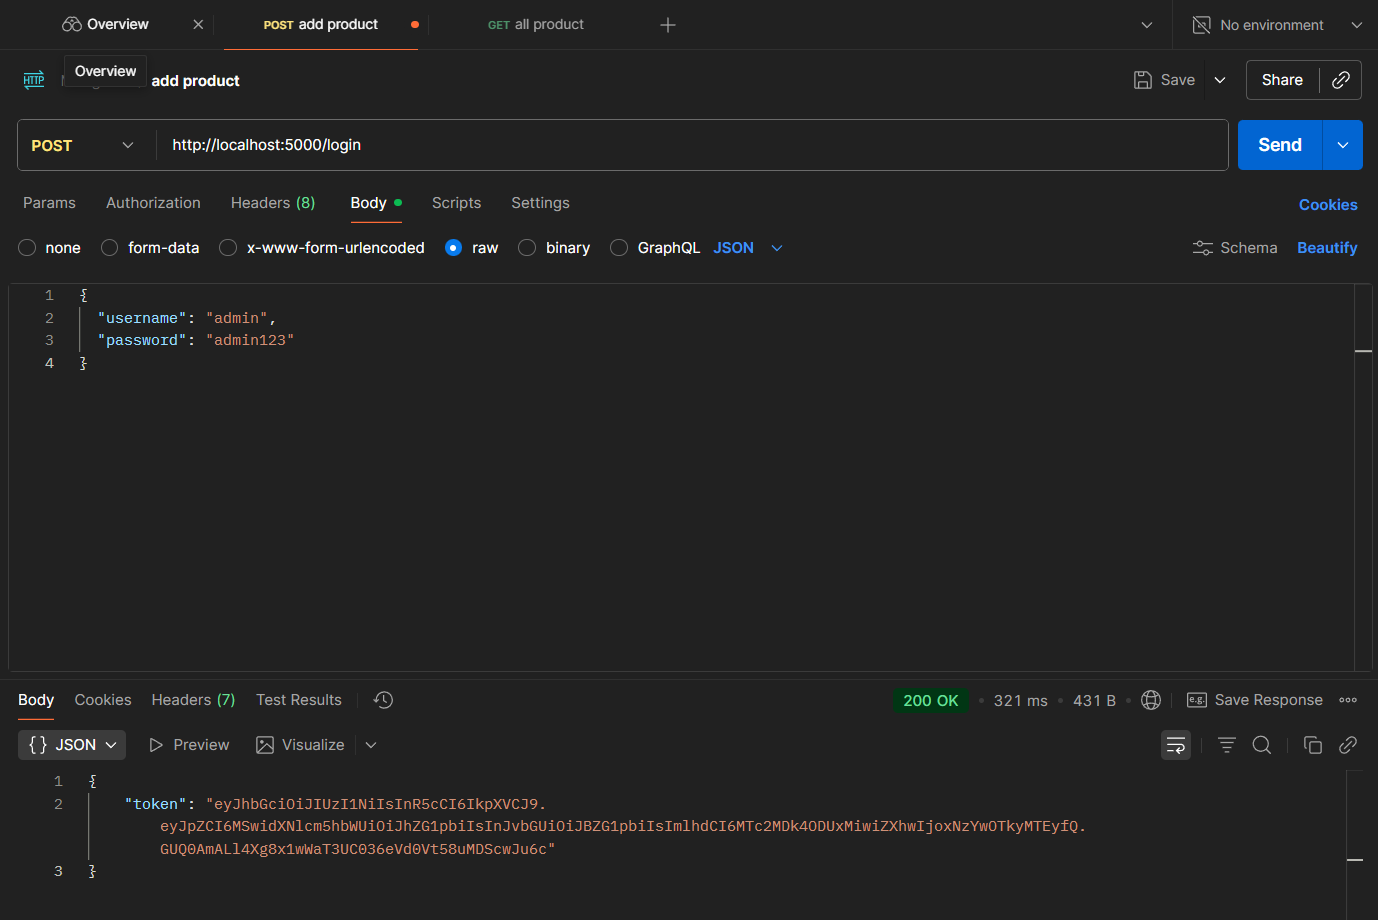 Overview
POST add product
GET all product
No environment
HTTP
Overview
add product
Save
Share
POST
http://localhost:5000/login
Send
Params
Authorization
Headers (8)
Body
Scripts
Settings
Cookies
none
form-data
x-www-form-urlencoded
raw
binary
GraphQL
JSON
Schema
Beautify
1 {
2 "username": "admin",
3 "password": "admin123"
4 }
Body
Cookies
Headers (7)
Test Results
200 OK
321 ms
431 B
e.g.
Save Response
{} JSON
Preview
Visualize
1 {
2 "token": "eyJhbGciOiJIUzI1NiIsInR5cCI6IkpXVCJ9.
eyJpZCI6MSwidXNlcm5hbWUiOiJhZG1pbiIsInJvbGUiOiJBZG1pbiIsImlhdCI6MTc2MDk4ODUxMiwiZXhwIjoxNzYwOTkyMTEyfQ.
GUQ0AmALl4Xg8x1wWaT3UC036eVd0Vt58uMDScwJu6c"
3 }